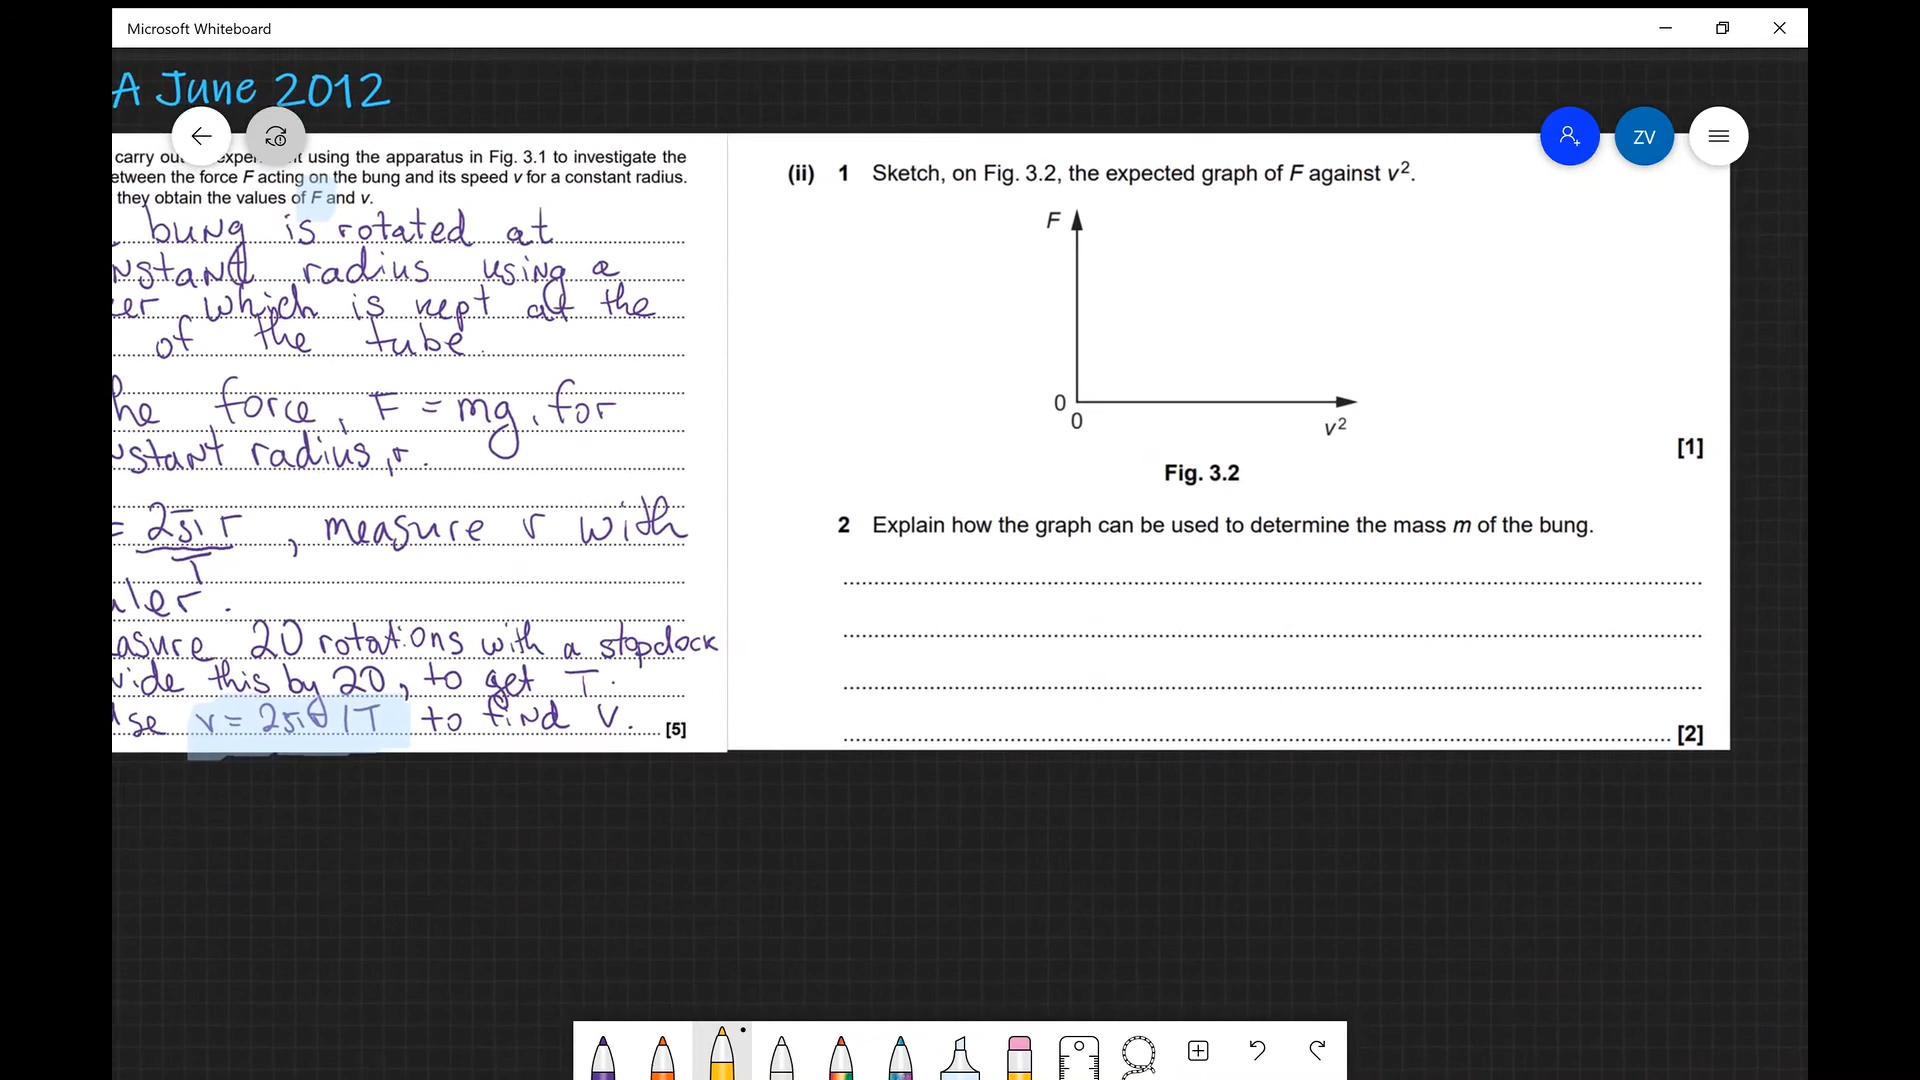 Microsoft Whiteboard
A June 2012
ZV
carry out using the apparatus in Fig. 3.1 to investigate the
etween the force F acting on the bung and its speed v for a constant radius.
they obtain the values of F and v.
bung is rotated at
nstant radius using a
er which is kept at the
of the tube.
he force, F = mg, for
nstant radius, r.
= 2πr / T , measure r with
uler.
asure 20 rotations with a stopclock
vide this by 20, to get T.
use v = 2πr/T to find v. [5]
(ii) 1 Sketch, on Fig. 3.2, the expected graph of F against v².
F
0
0
v²
[1]
Fig. 3.2
2 Explain how the graph can be used to determine the mass m of the bung.
[2]